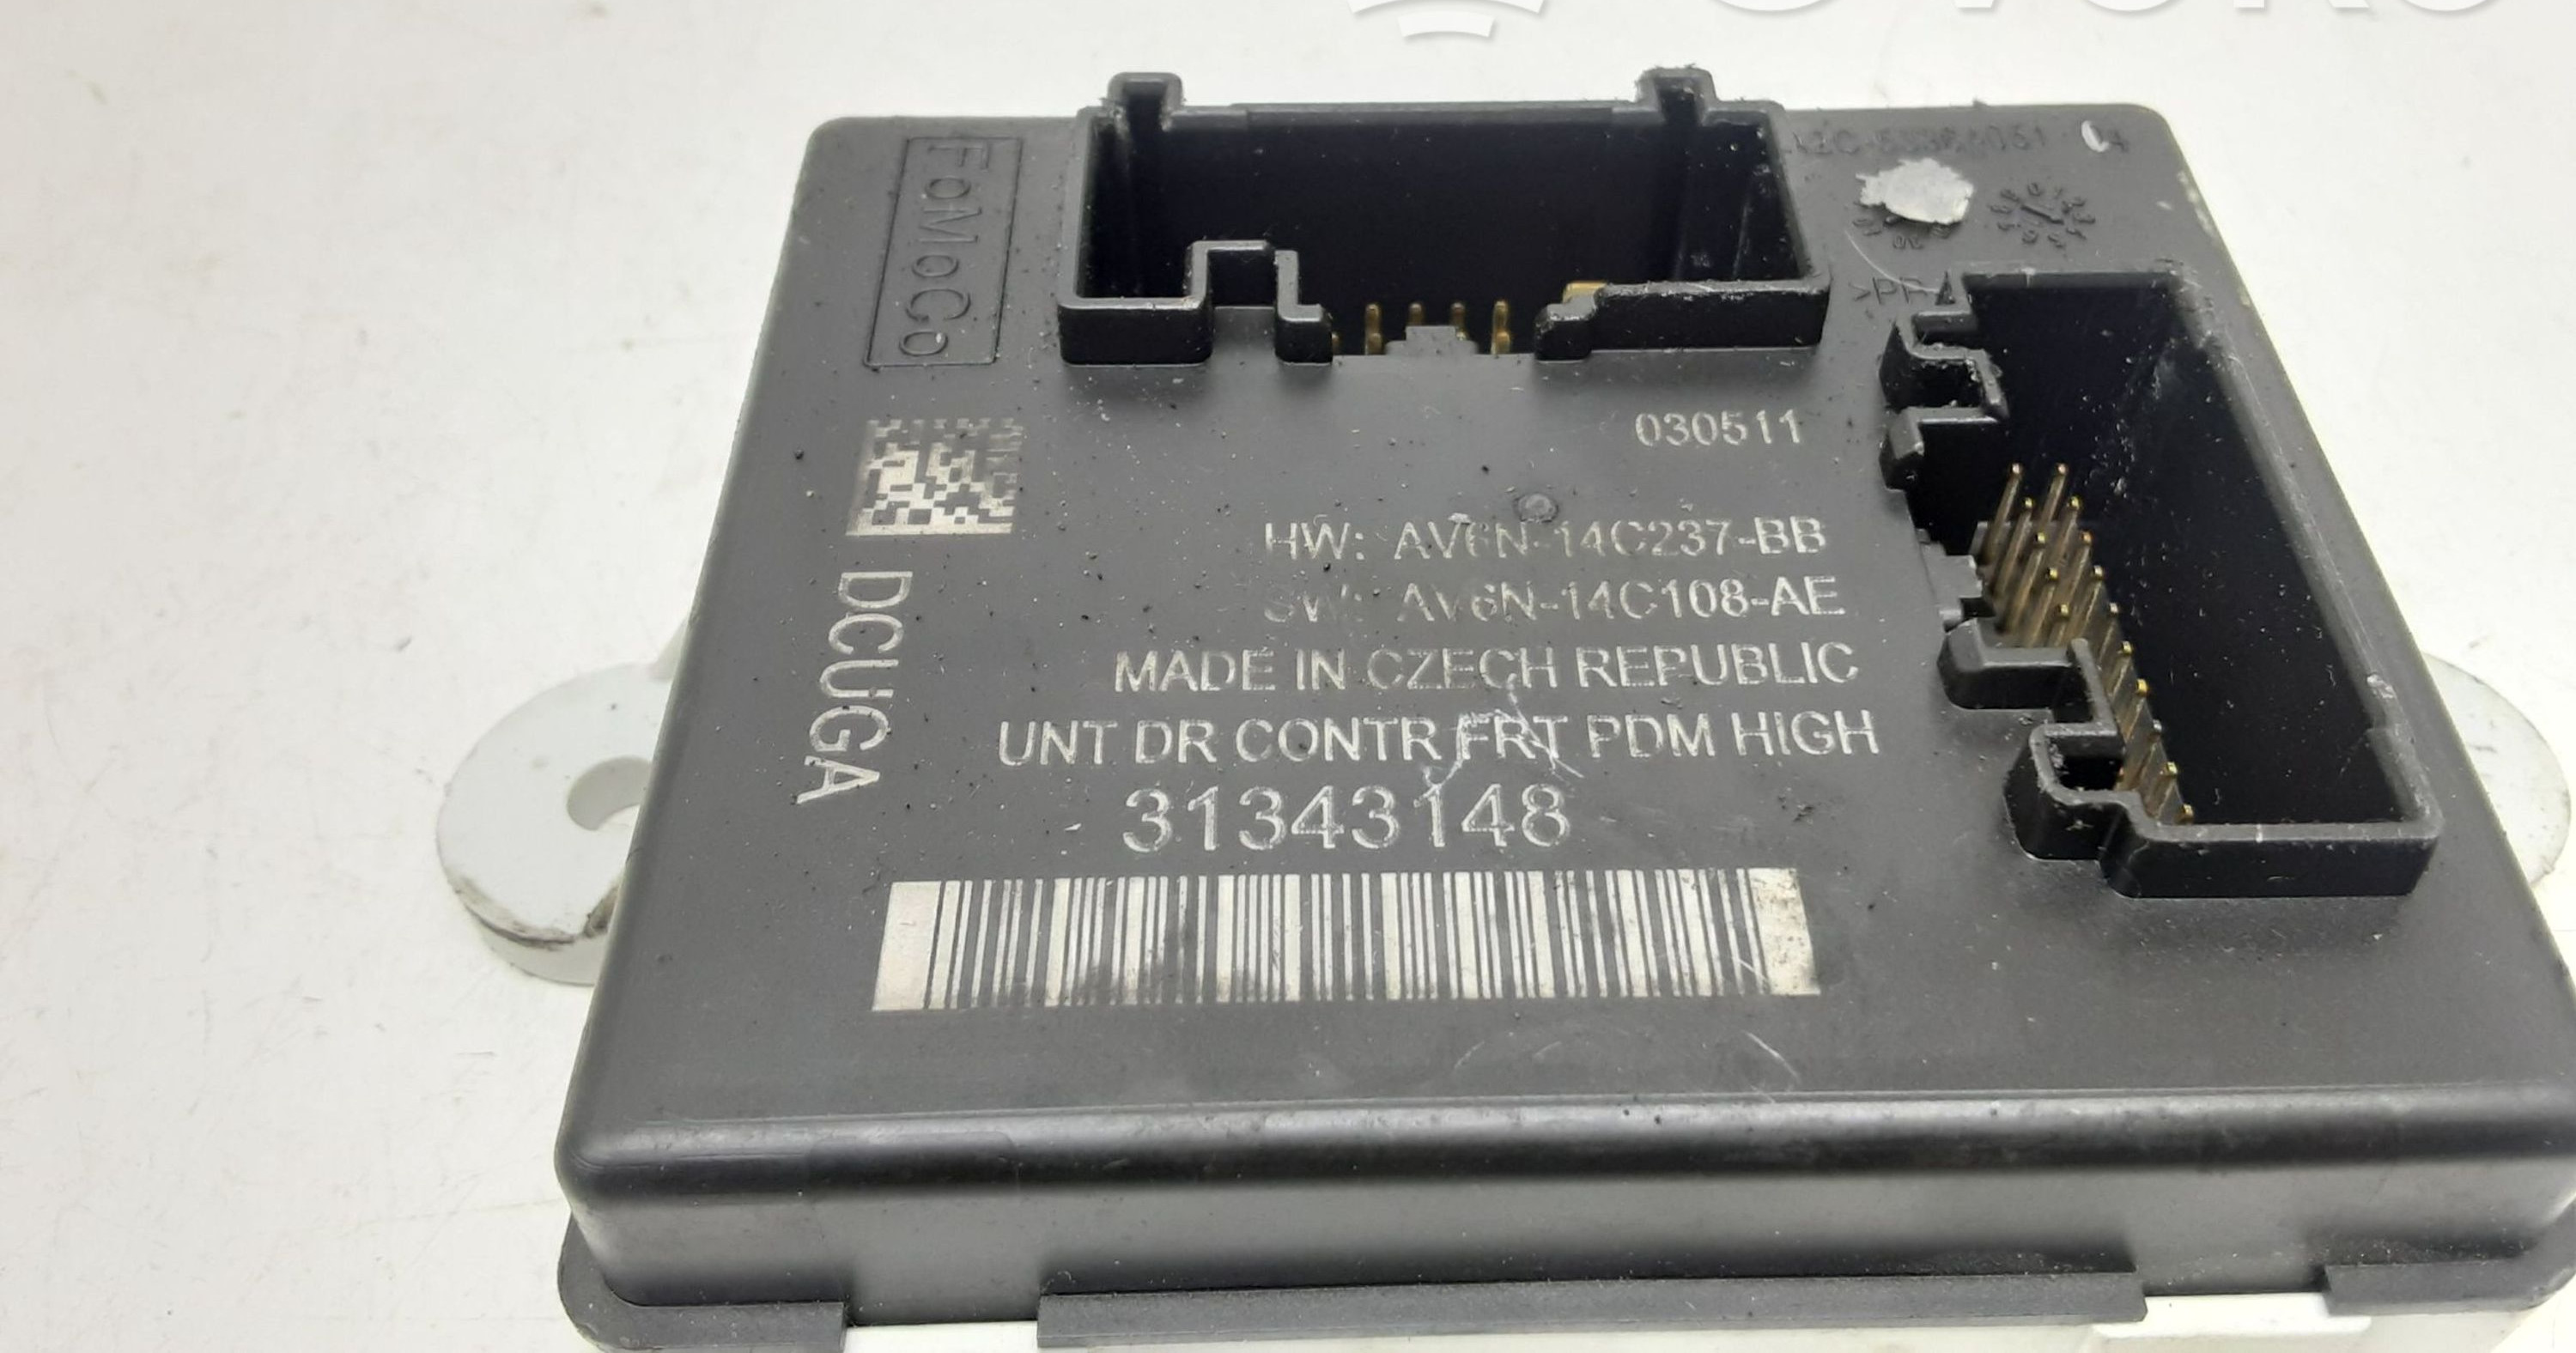 FoMoCo
030511
HW: AV6N-14C237-BB
SW: AV6N-14C108-AE
MADE IN CZECH REPUBLIC
UNT DR CONTR FRT PDM HIGH
31343148
DCUGA